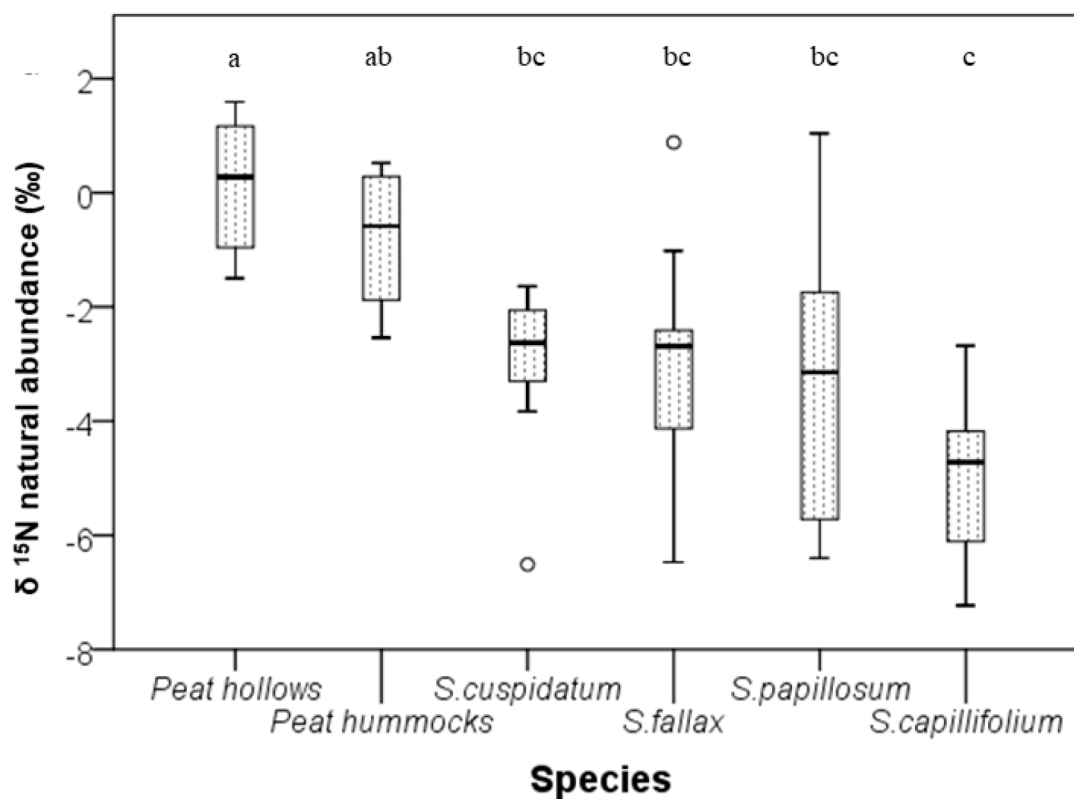 a ab bc bc bc c
2
0
-2
-4
-6
-8
δ ¹⁵N natural abundance (‰)
Peat hollows S.cuspidatum S.papillosum
Peat hummocks S.fallax S.capillifolium
Species